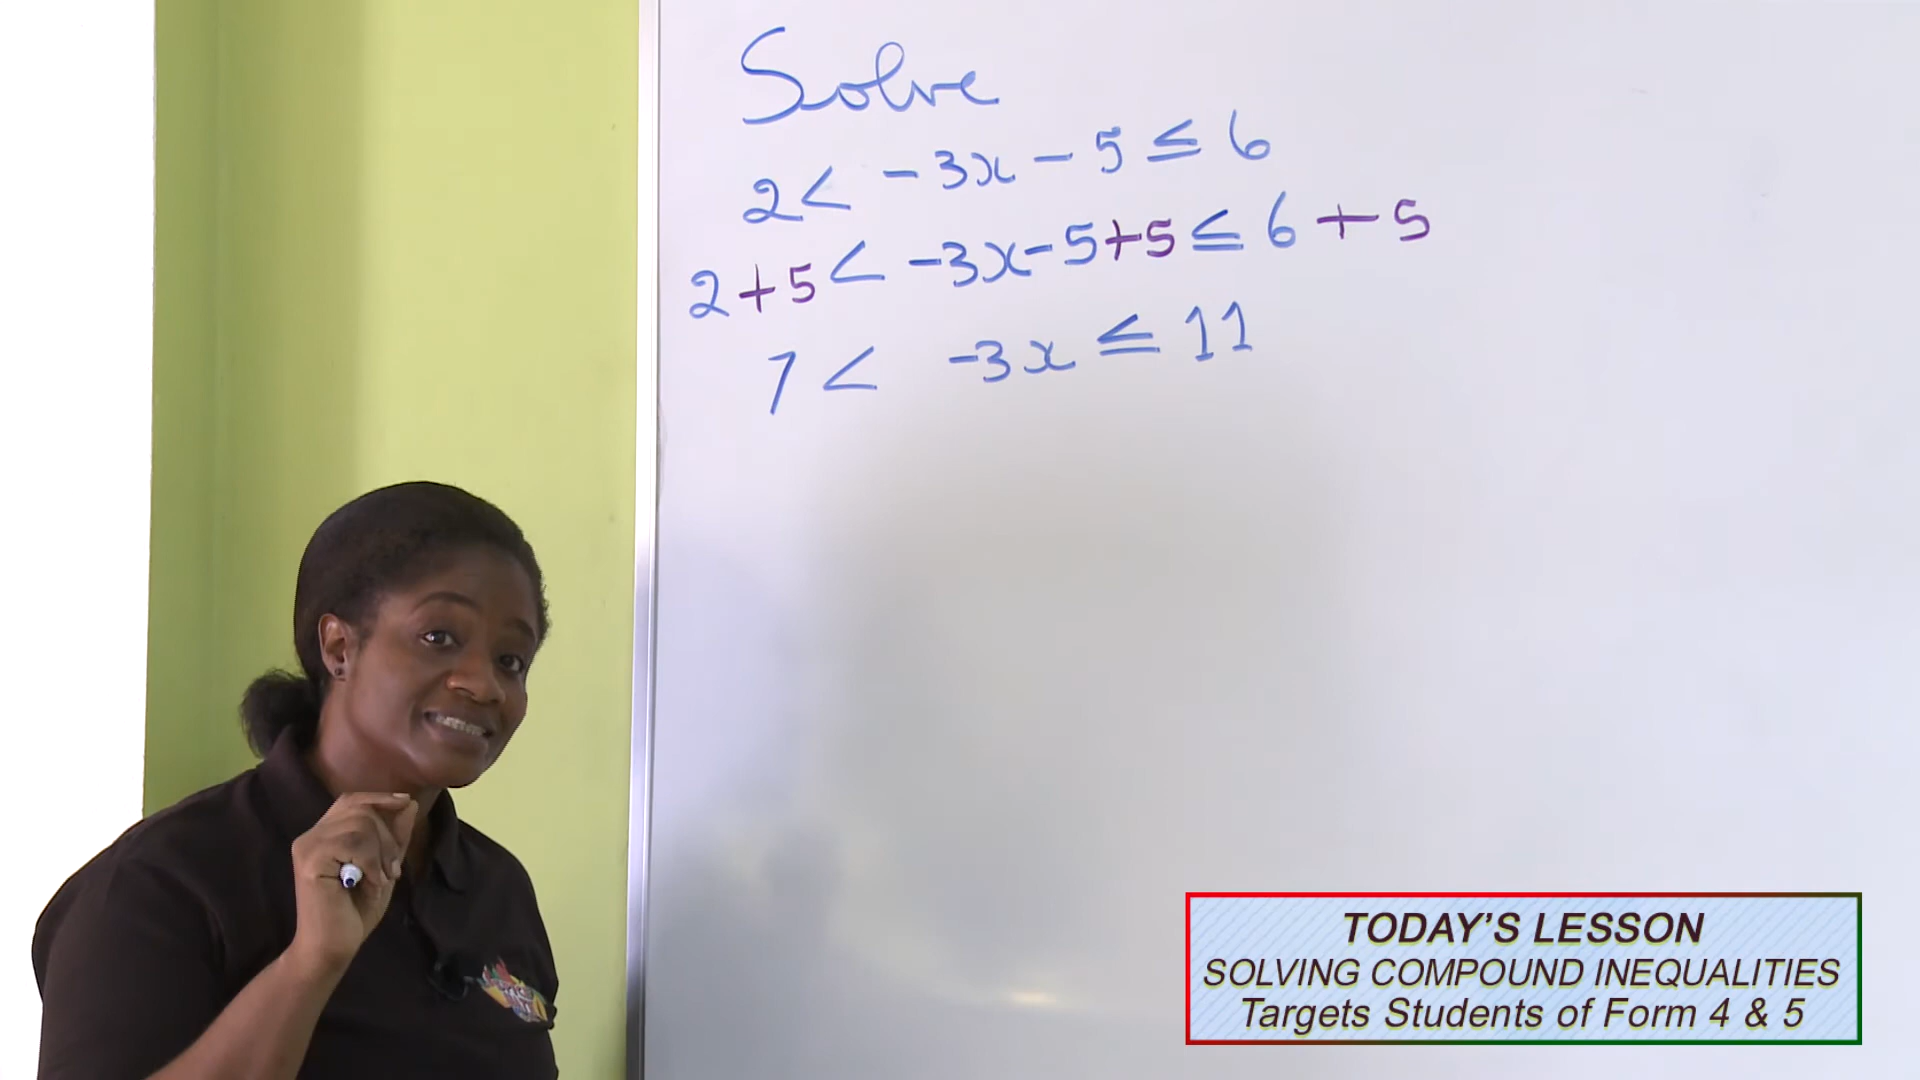 Solve
2 < -3x - 5 ≤ 6
2 + 5 < -3x - 5 + 5 ≤ 6 + 5
7 < -3x ≤ 11
TODAY'S LESSON
SOLVING COMPOUND INEQUALITIES
Targets Students of Form 4 & 5